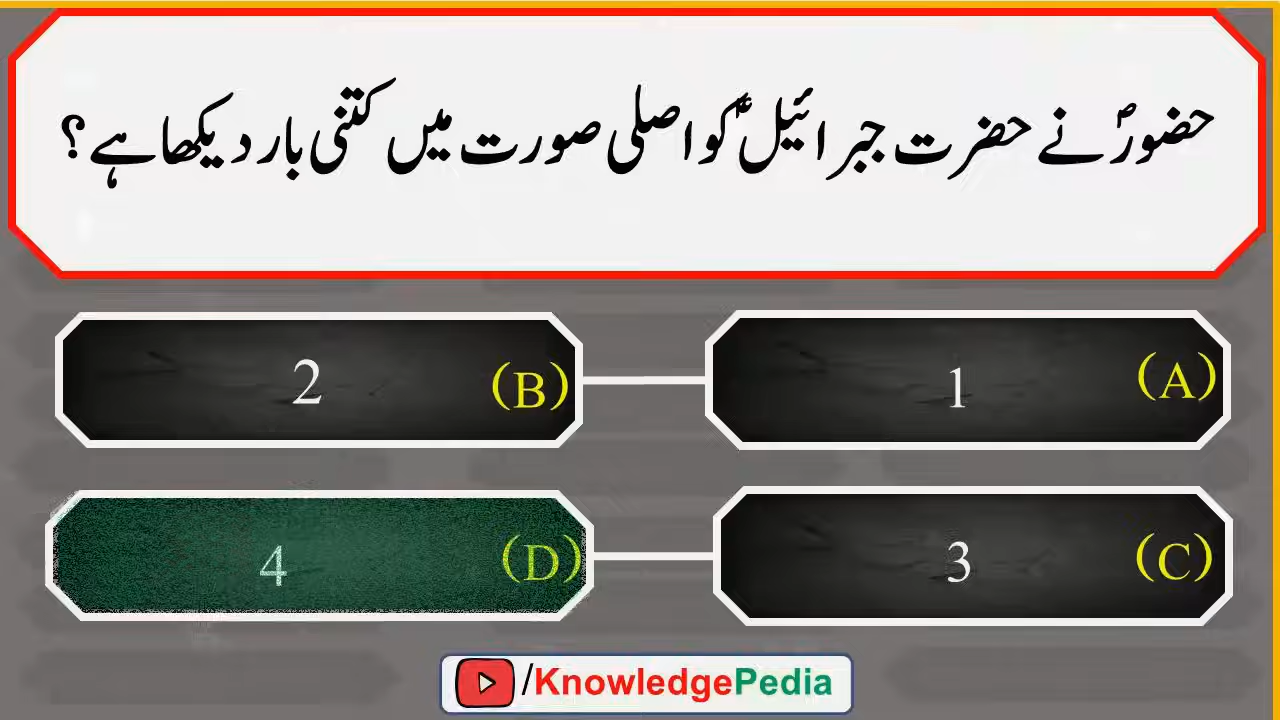 حضورؐ نے حضرت جبرائیلؑ کو اصلی صورت میں کتنی بار دیکھا ہے؟
(A) 1
(B) 2
(C) 3
(D) 4
/KnowledgePedia